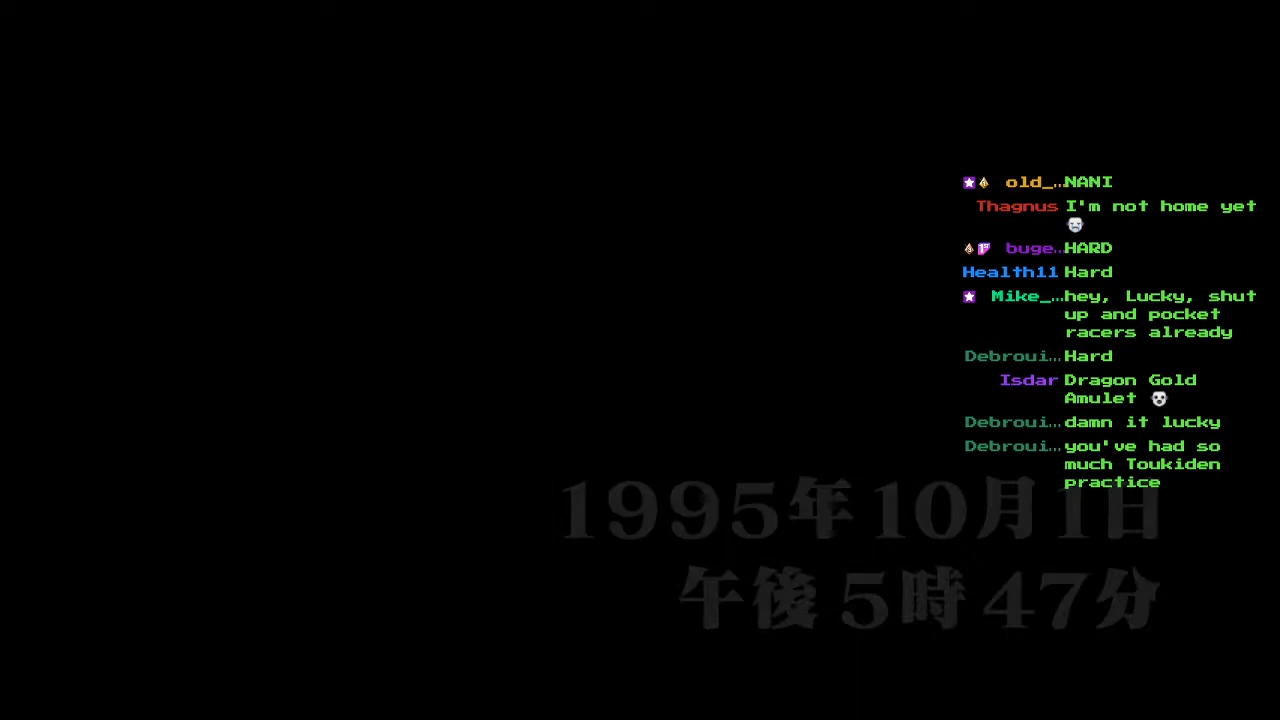 old_… NANI
Thagnus I'm not home yet
buge… HARD
Health11 Hard
Mike_… hey, Lucky, shut
up and pocket
racers already
Debroui… Hard
Isdar Dragon Gold
Amulet
Debroui… damn it lucky
Debroui… you've had so
much Toukiden
practice
1995年10月1日
午後5時47分